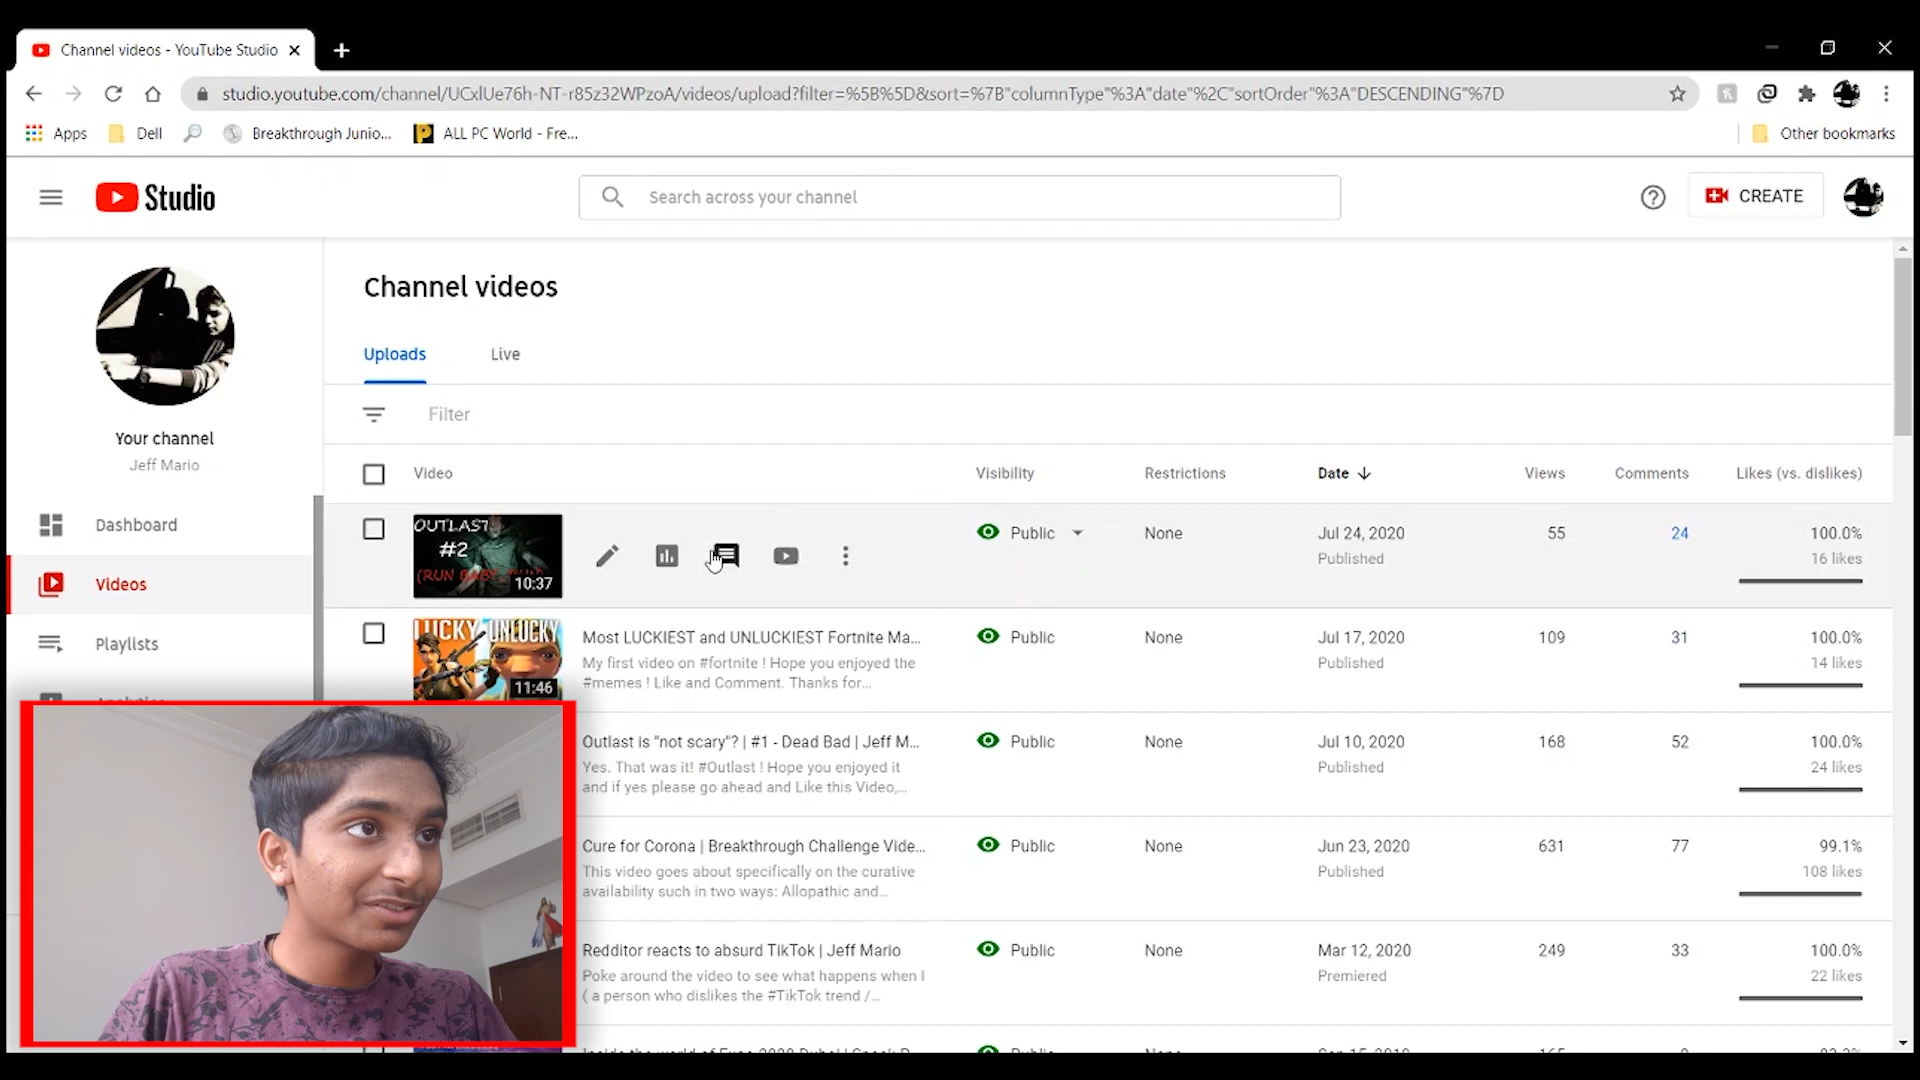 Channel videos - YouTube Studio
studio.youtube.com/channel/UCxlUe76h-NT-r85z32WPzoA/videos/upload?filter=%5B%5D&sort=%7B"columnType"%3A"date"%2C"sortOrder"%3A"DESCENDING"%7D
Apps Dell Breakthrough Junio... ALL PC World - Fre... Other bookmarks
Studio Search across your channel CREATE
Channel videos
Uploads Live
Filter
Your channel
Jeff Mario
Dashboard
Videos
Playlists
Video Visibility Restrictions Date Views Comments Likes (vs. dislikes)
OUTLAST
#2
(RUN BABY
10:37
Public None Jul 24, 2020 55 24 100.0%
Published 16 likes
LUCKY UNLUCKY
11:46
Most LUCKIEST and UNLUCKIEST Fortnite Ma... Public None Jul 17, 2020 109 31 100.0%
My first video on #fortnite ! Hope you enjoyed the Published 14 likes
#memes ! Like and Comment. Thanks for...
Outlast is "not scary"? | #1 - Dead Bad | Jeff M... Public None Jul 10, 2020 168 52 100.0%
Yes. That was it! #Outlast ! Hope you enjoyed it Published 24 likes
and if yes please go ahead and Like this Video,...
Cure for Corona | Breakthrough Challenge Vide... Public None Jun 23, 2020 631 77 99.1%
This video goes about specifically on the curative Published 108 likes
availability such in two ways: Allopathic and...
Redditor reacts to absurd TikTok | Jeff Mario Public None Mar 12, 2020 249 33 100.0%
Poke around the video to see what happens when I Premiered 22 likes
( a person who dislikes the #TikTok trend /...